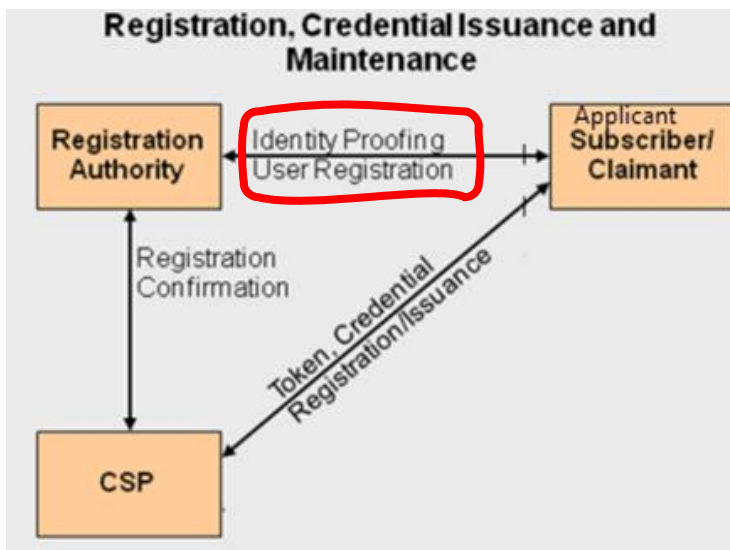 Registration, Credential Issuance and
Maintenance
Registration
Authority
Identity Proofing
User Registration
Applicant
Subscriber/
Claimant
Registration
Confirmation
Token, Credential
Registration/Issuance
CSP